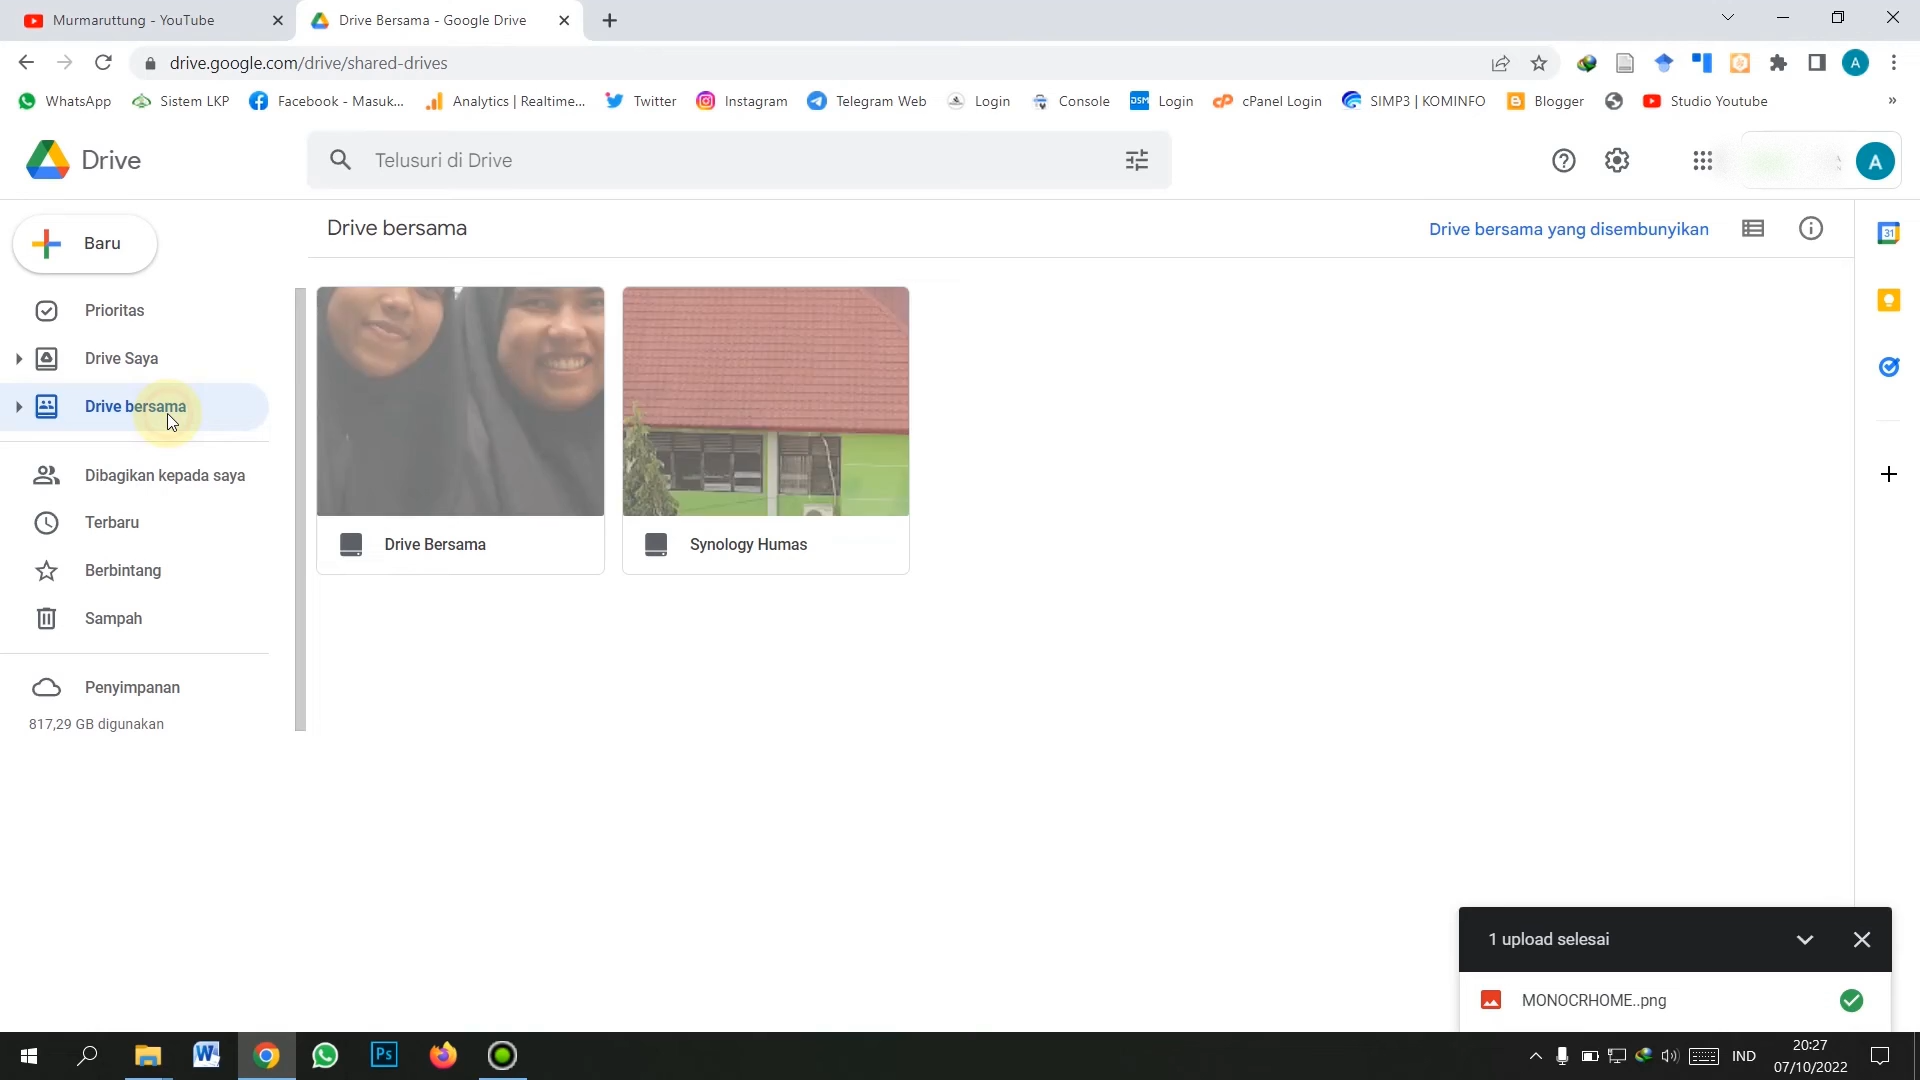 Murmaruttung - YouTube
Drive Bersama - Google Drive
drive.google.com/drive/shared-drives
A
WhatsApp
Sistem LKP
Facebook - Masuk...
Analytics | Realtime...
Twitter
Instagram
Telegram Web
Login
Console
DSM
Login
cPanel Login
SIMP3 | KOMINFO
Blogger
Studio Youtube
»
Drive
Telusuri di Drive
A
Baru
Drive bersama
Drive bersama yang disembunyikan
31
Prioritas
Drive Saya
Drive bersama
Dibagikan kepada saya
Terbaru
Berbintang
Sampah
Penyimpanan
817,29 GB digunakan
Drive Bersama
Synology Humas
1 upload selesai
MONOCRHOME..png
W
Ps
IND
20:27
07/10/2022